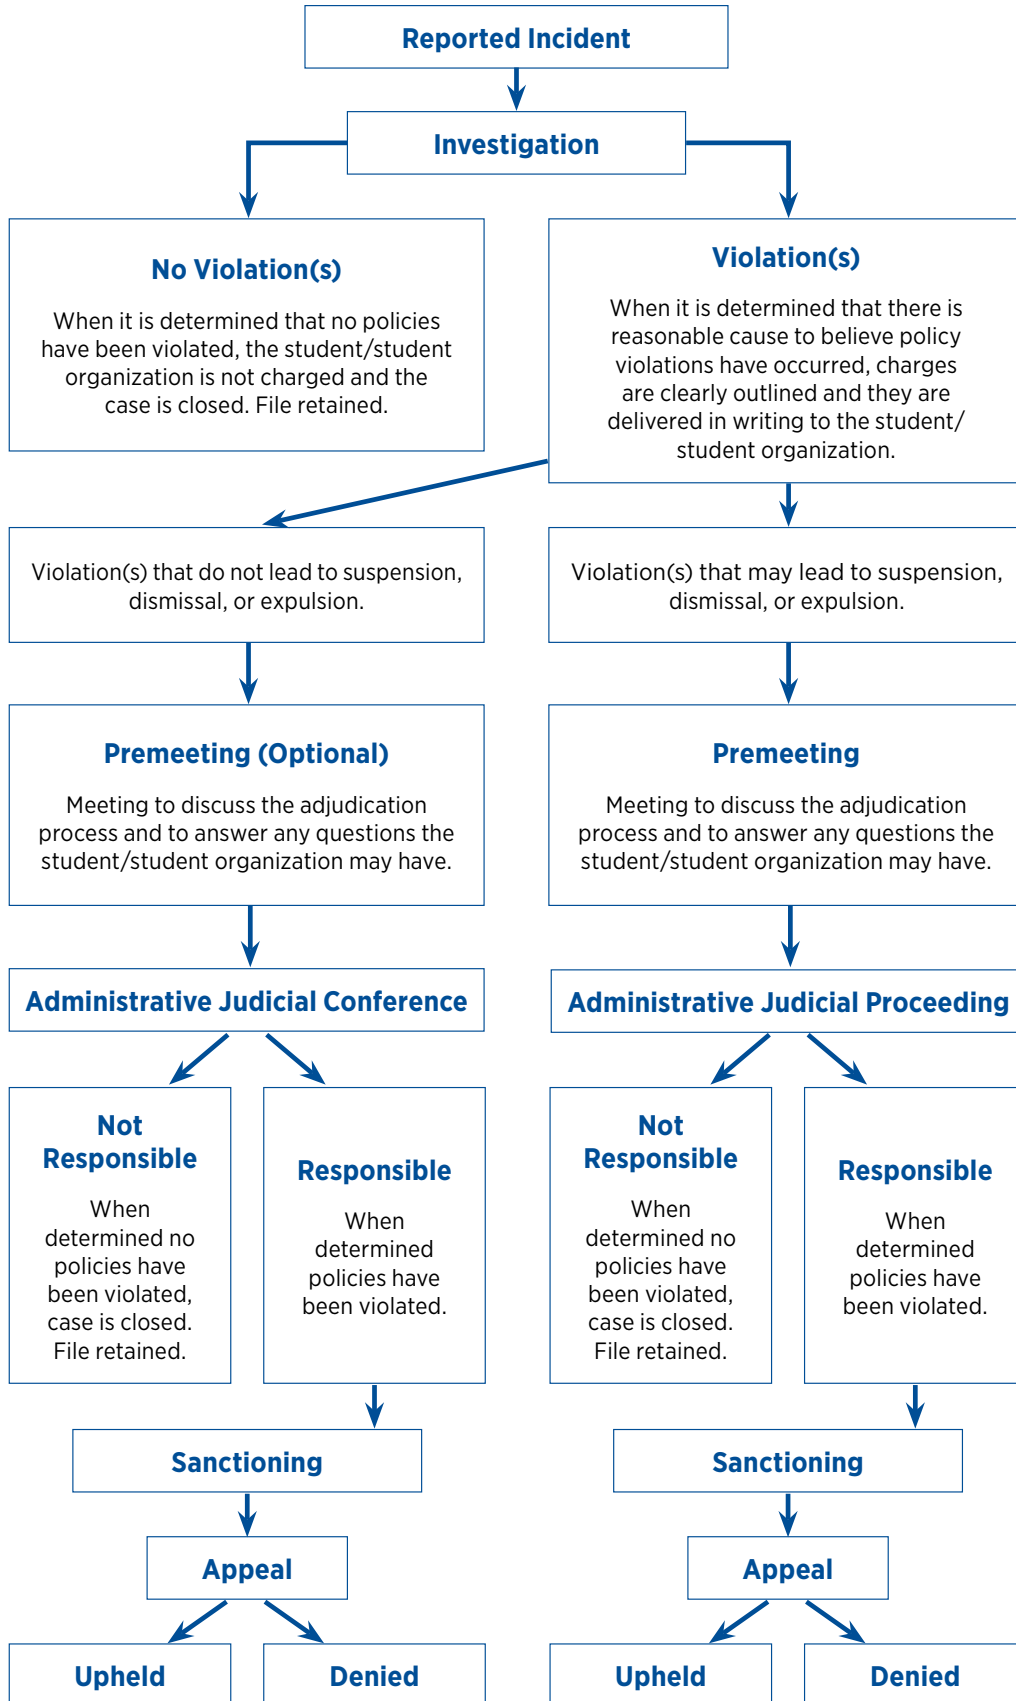 Reported Incident
Investigation
No Violation(s)
When it is determined that no policies
have been violated, the student/student
organization is not charged and the
case is closed. File retained.
Violation(s)
When it is determined that there is
reasonable cause to believe policy
violations have occurred, charges
are clearly outlined and they are
delivered in writing to the student/
student organization.
Violation(s) that do not lead to suspension,
dismissal, or expulsion.
Violation(s) that may lead to suspension,
dismissal, or expulsion.
Premeeting (Optional)
Meeting to discuss the adjudication
process and to answer any questions the
student/student organization may have.
Premeeting
Meeting to discuss the adjudication
process and to answer any questions the
student/student organization may have.
Administrative Judicial Conference
Administrative Judicial Proceeding
Not
Responsible
When
determined no
policies have
been violated,
case is closed.
File retained.
Responsible
When
determined
policies have
been violated.
Not
Responsible
When
determined no
policies have
been violated,
case is closed.
File retained.
Responsible
When
determined
policies have
been violated.
Sanctioning
Sanctioning
Appeal
Appeal
Upheld
Denied
Upheld
Denied